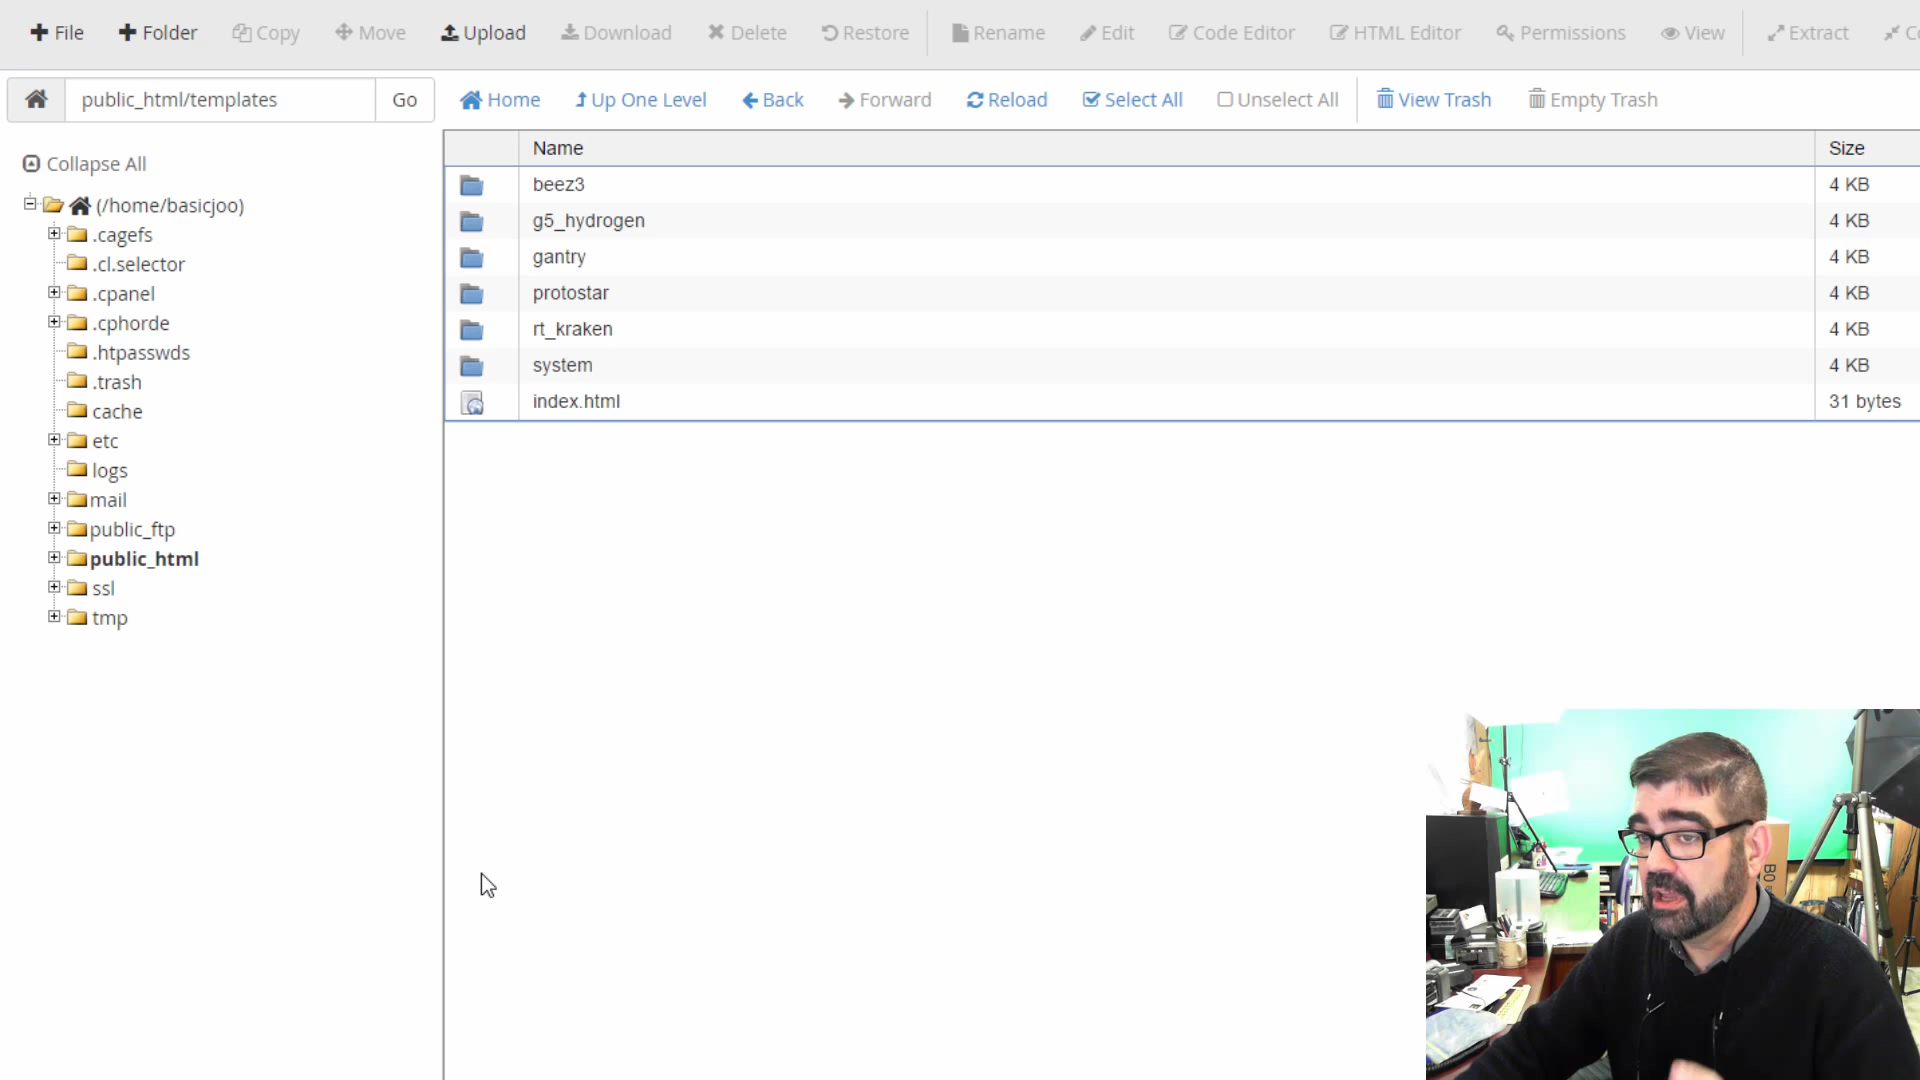 File Folder Copy Move Upload Download Delete Restore Rename Edit Code Editor HTML Editor Permissions View Extract
public_html/templates Go Home Up One Level Back Forward Reload Select All Unselect All View Trash Empty Trash
Collapse All
(/home/basicjoo)
.cagefs
.cl.selector
.cpanel
.cphorde
.htpasswds
.trash
cache
etc
logs
mail
public_ftp
public_html
ssl
tmp
Name Size
beez3 4 KB
g5_hydrogen 4 KB
gantry 4 KB
protostar 4 KB
rt_kraken 4 KB
system 4 KB
index.html 31 bytes